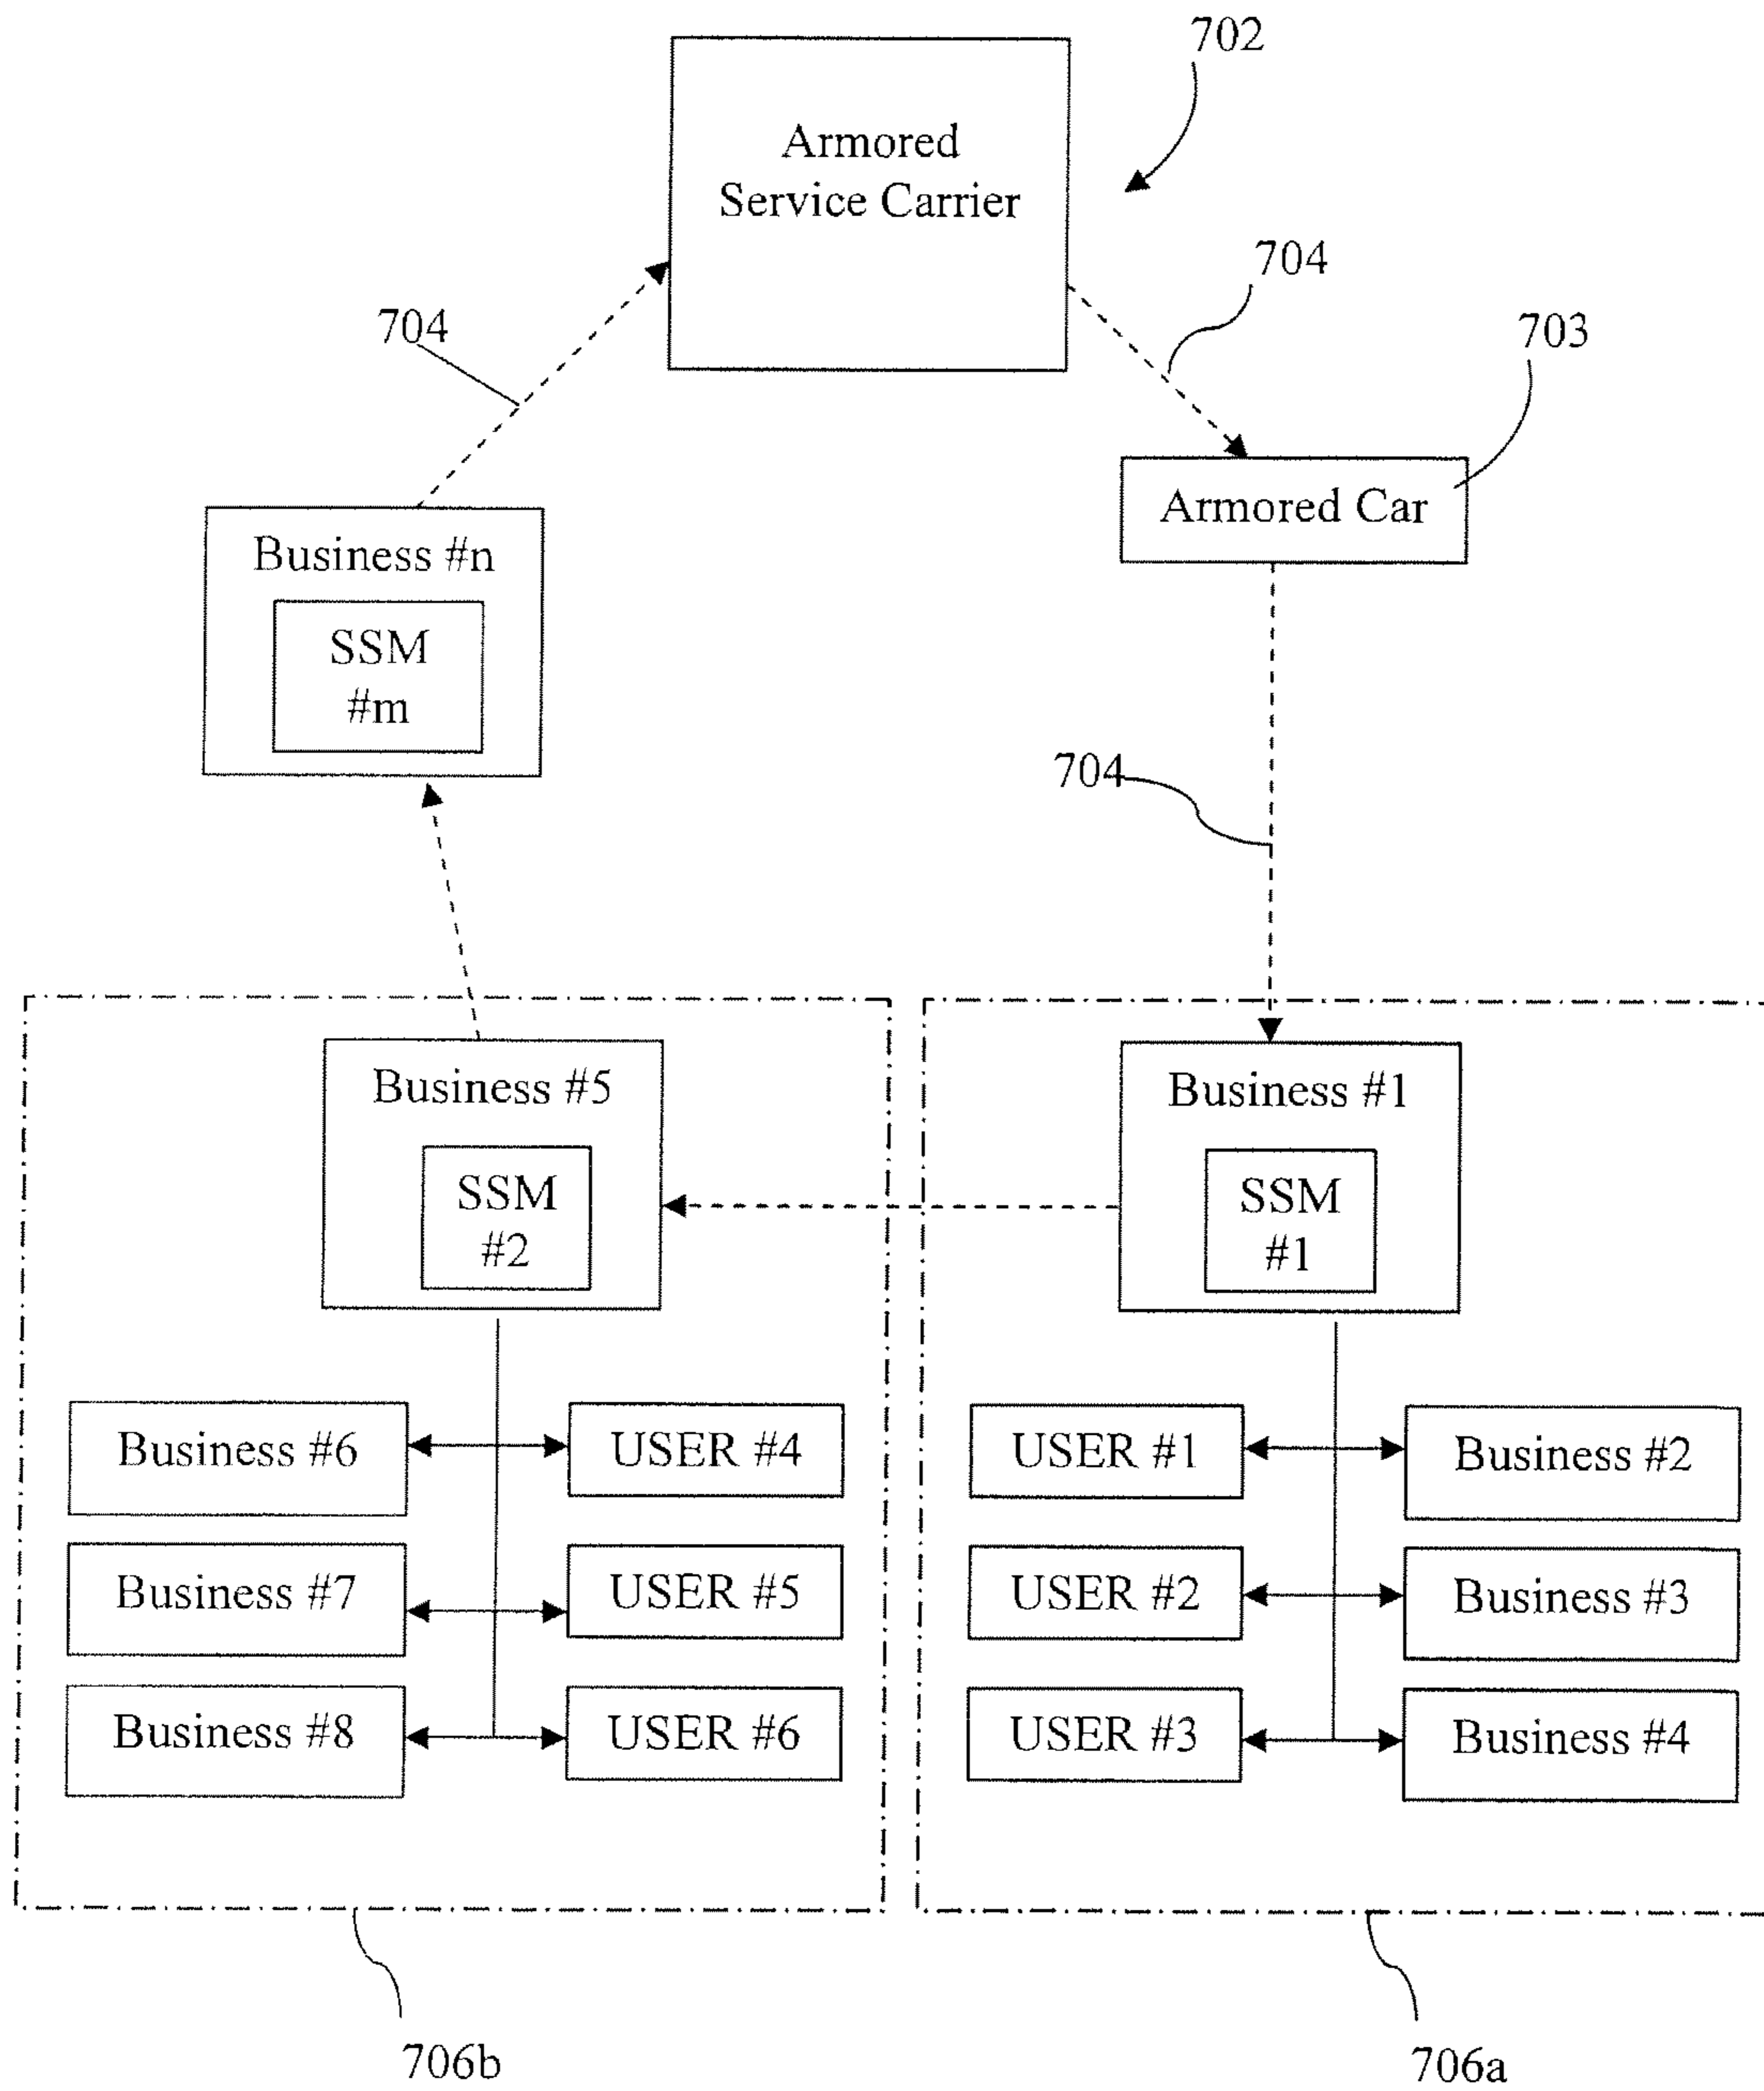 702
Armored
Service Carrier
704
704
703
Armored Car
Business #n
SSM
#m
704
Business #5
SSM
#2
Business #1
SSM
#1
Business #6
USER #4
USER #1
Business #2
Business #7
USER #5
USER #2
Business #3
Business #8
USER #6
USER #3
Business #4
706b
706a